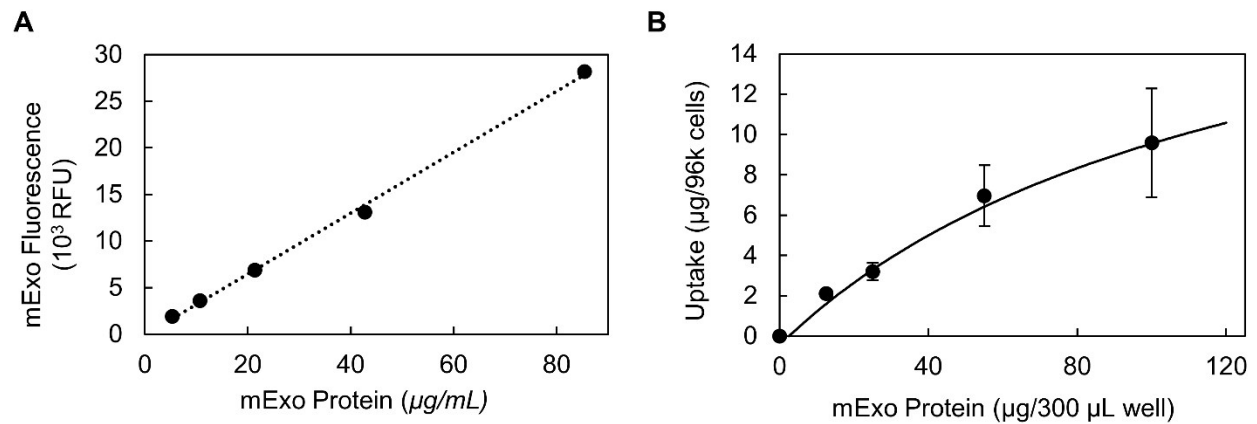 A
mExo Fluorescence
(10³ RFU)
30
25
20
15
10
5
0
0 20 40 60 80
mExo Protein (µg/mL)
B
Uptake (µg/96k cells)
14
12
10
8
6
4
2
0
0 40 80 120
mExo Protein (µg/300 µL well)